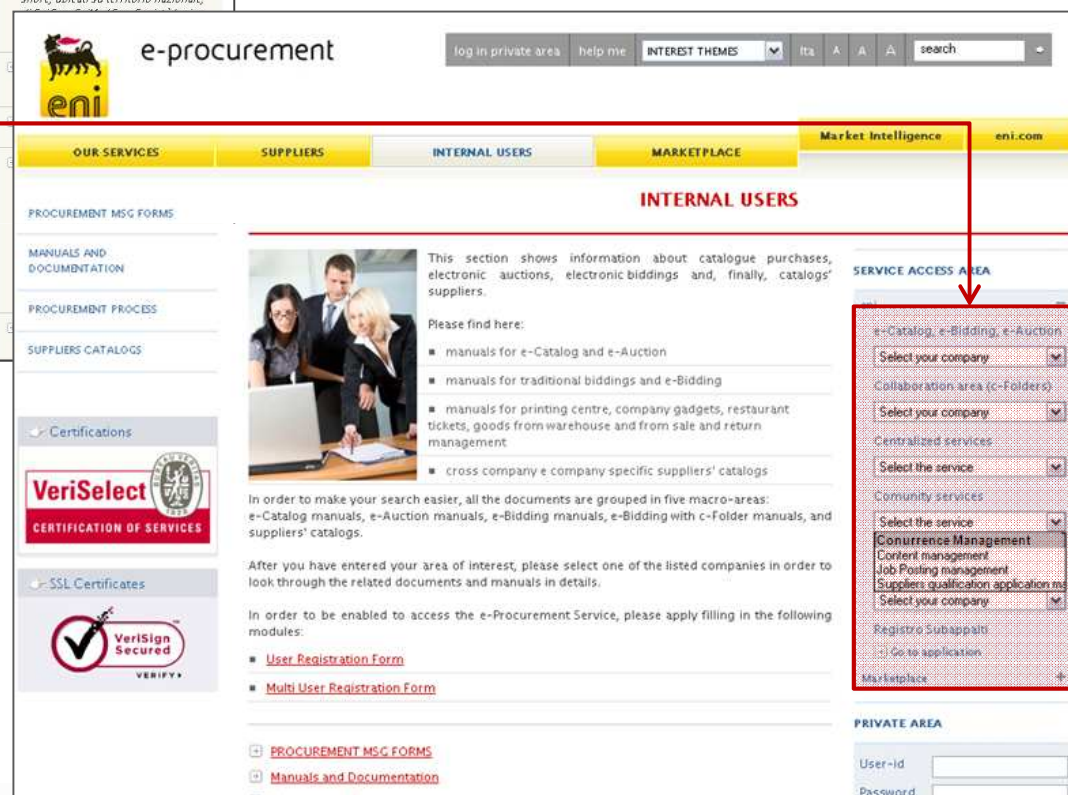 e-procurement
log in private area help me INTEREST THEMES Ita A A A search
eni
Market Intelligence eni.com
OUR SERVICES SUPPLIERS INTERNAL USERS MARKETPLACE
INTERNAL USERS
PROCUREMENT MSG FORMS
MANUALS AND
DOCUMENTATION
PROCUREMENT PROCESS
SUPPLIERS CATALOGS
Certifications
VeriSelect
CERTIFICATION OF SERVICES
BUREAU VERITAS
1828
SSL Certificates
VeriSign
Secured
VERIFY
This section shows information about catalogue purchases,
electronic auctions, electronic biddings and, finally, catalogs'
suppliers.
Please find here:
manuals for e-Catalog and e-Auction
manuals for traditional biddings and e-Bidding
manuals for printing centre, company gadgets, restaurant
tickets, goods from warehouse and from sale and return
management
cross company e company specific suppliers' catalogs
In order to make your search easier, all the documents are grouped in five macro-areas:
e-Catalog manuals, e-Auction manuals, e-Bidding manuals, e-Bidding with c-Folder manuals, and
suppliers' catalogs.
After you have entered your area of interest, please select one of the listed companies in order to
look through the related documents and manuals in details.
In order to be enabled to access the e-Procurement Service, please apply filling in the following
modules:
User Registration Form
Multi User Registration Form
PROCUREMENT MSG FORMS
Manuals and Documentation
SERVICE ACCESS AREA
eni
e-Catalog, e-Bidding, e-Auction
Select your company
Collaboration area (c-Folders)
Select your company
Centralized services
Select the service
Comunity services
Select the service
Conurrence Management
Content management
Job Posting management
Suppliers qualification application ma
Select your company
Registro Subappalti
Go to application
Marketplace
PRIVATE AREA
User-id
Password